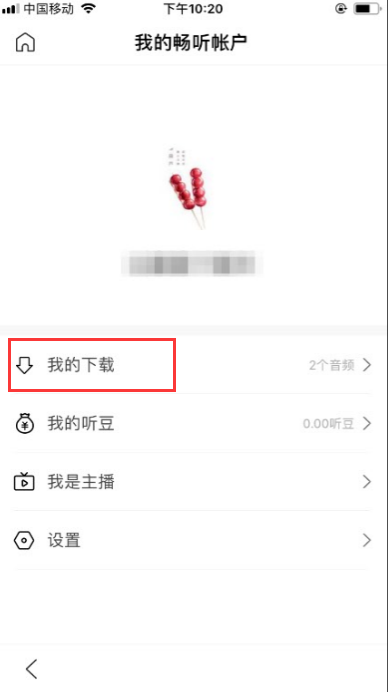 中国移动 下午10:20
我的畅听帐户
我的下载 2个音频
我的听豆 0.00听豆
我是主播
设置